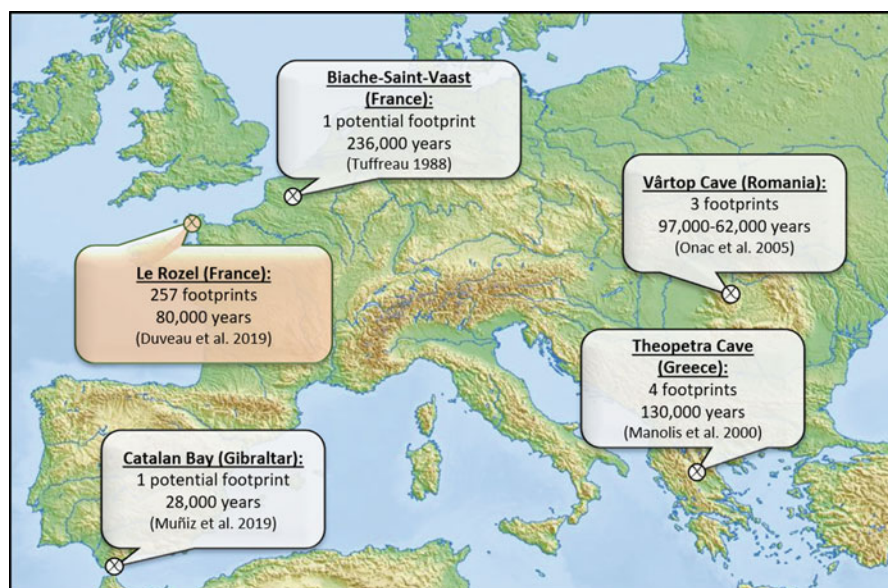 Biache-Saint-Vaast
(France):
1 potential footprint
236,000 years
(Tuffreau 1988)
Vârtop Cave (Romania):
3 footprints
97,000-62,000 years
(Onac et al. 2005)
Le Rozel (France):
257 footprints
80,000 years
(Duveau et al. 2019)
Theopetra Cave
(Greece):
4 footprints
130,000 years
(Manolis et al. 2000)
Catalan Bay (Gibraltar):
1 potential footprint
28,000 years
(Muñiz et al. 2019)